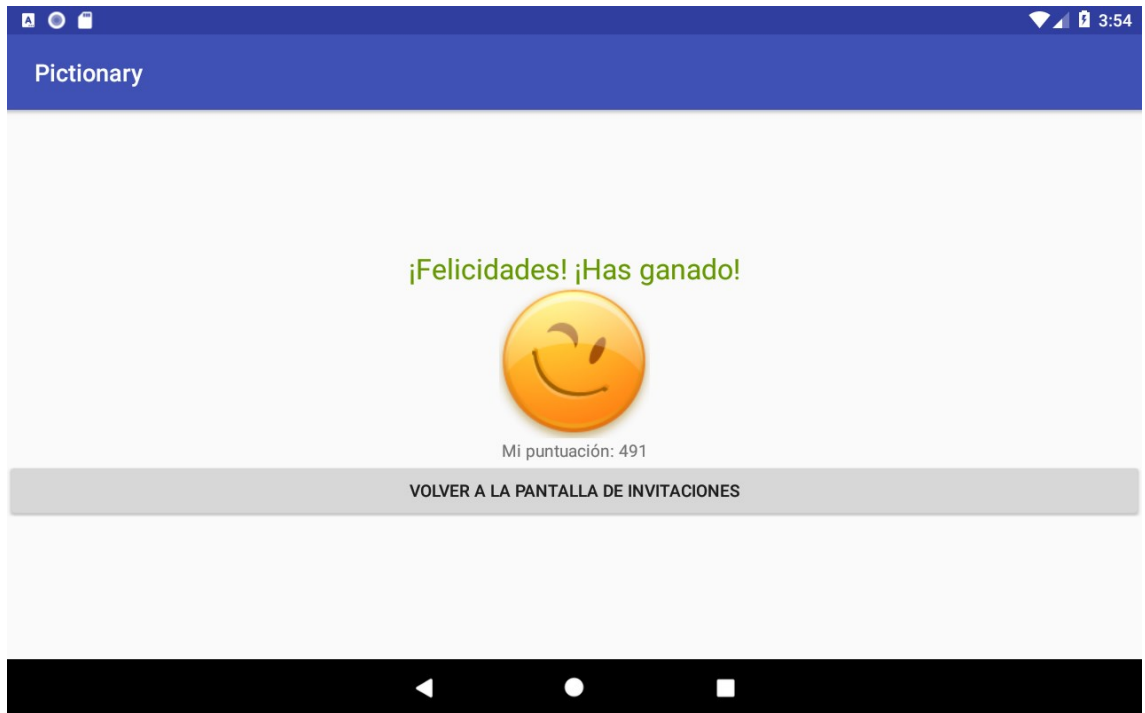 3:54
Pictionary
¡Felicidades! ¡Has ganado!
Mi puntuación: 491
VOLVER A LA PANTALLA DE INVITACIONES